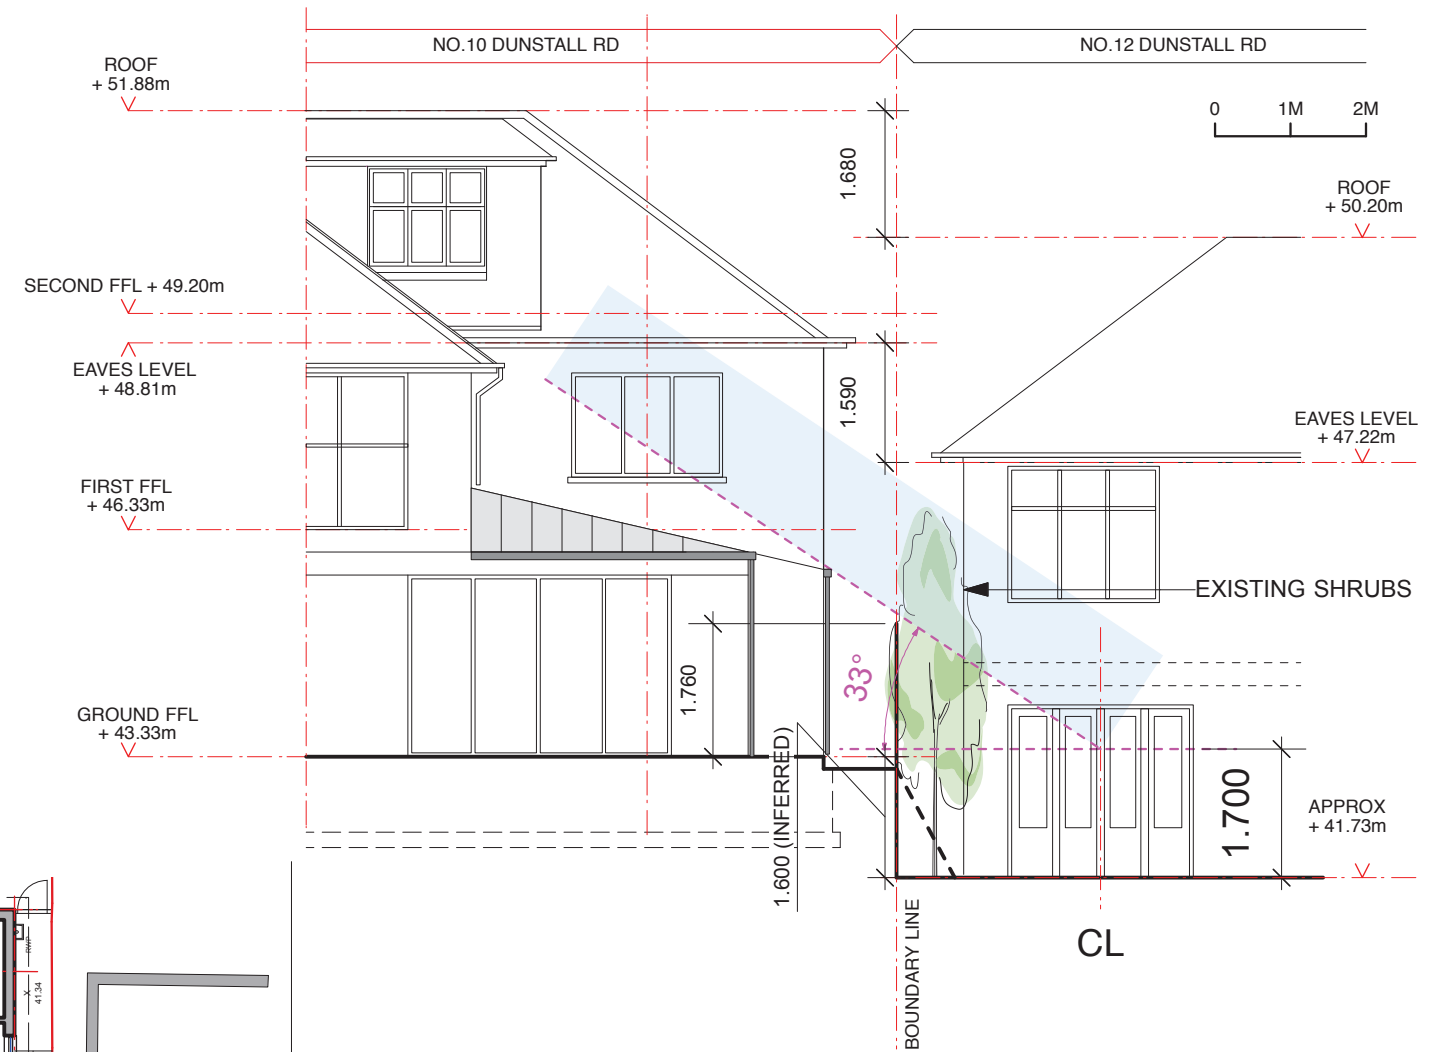 NO.10 DUNSTALL RD
NO.12 DUNSTALL RD
ROOF
+ 51.88m
0 1M 2M
1.680
ROOF
+ 50.20m
SECOND FFL + 49.20m
EAVES LEVEL
+ 48.81m
1.590
EAVES LEVEL
+ 47.22m
FIRST FFL
+ 46.33m
EXISTING SHRUBS
33°
1.760
GROUND FFL
+ 43.33m
1.600 (INFERRED)
1.700
APPROX
+ 41.73m
CL
BOUNDARY LINE
RWP
X
41.34